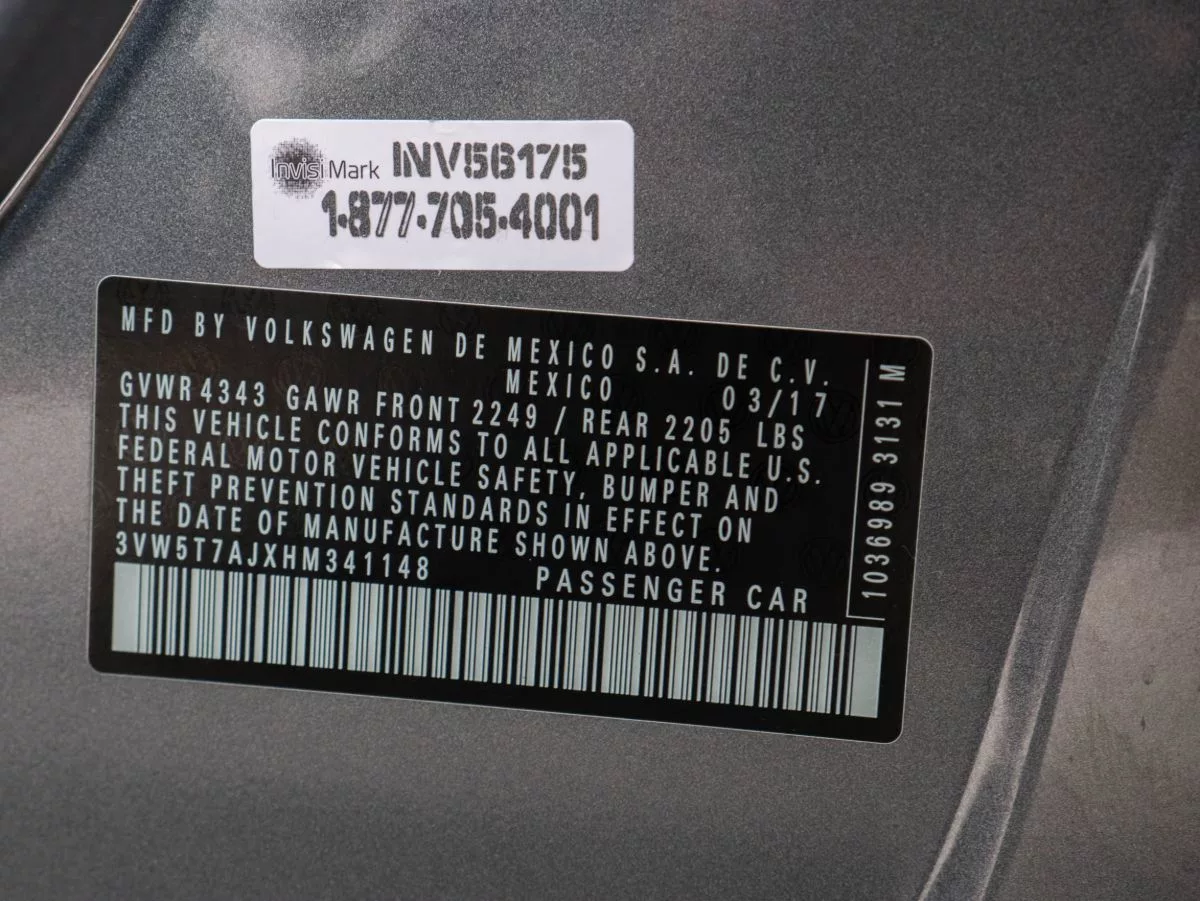 InvisiMark INV56175
1-877-705-4001
MFD BY VOLKSWAGEN DE MEXICO S.A. DE C.V.
MEXICO 03/17
GVWR 4343 GAWR FRONT 2249 / REAR 2205 LBS
THIS VEHICLE CONFORMS TO ALL APPLICABLE U.S.
FEDERAL MOTOR VEHICLE SAFETY, BUMPER AND
THEFT PREVENTION STANDARDS IN EFFECT ON
THE DATE OF MANUFACTURE SHOWN ABOVE.
3VW5T7AJXHM341148 PASSENGER CAR
1036989 3131 M